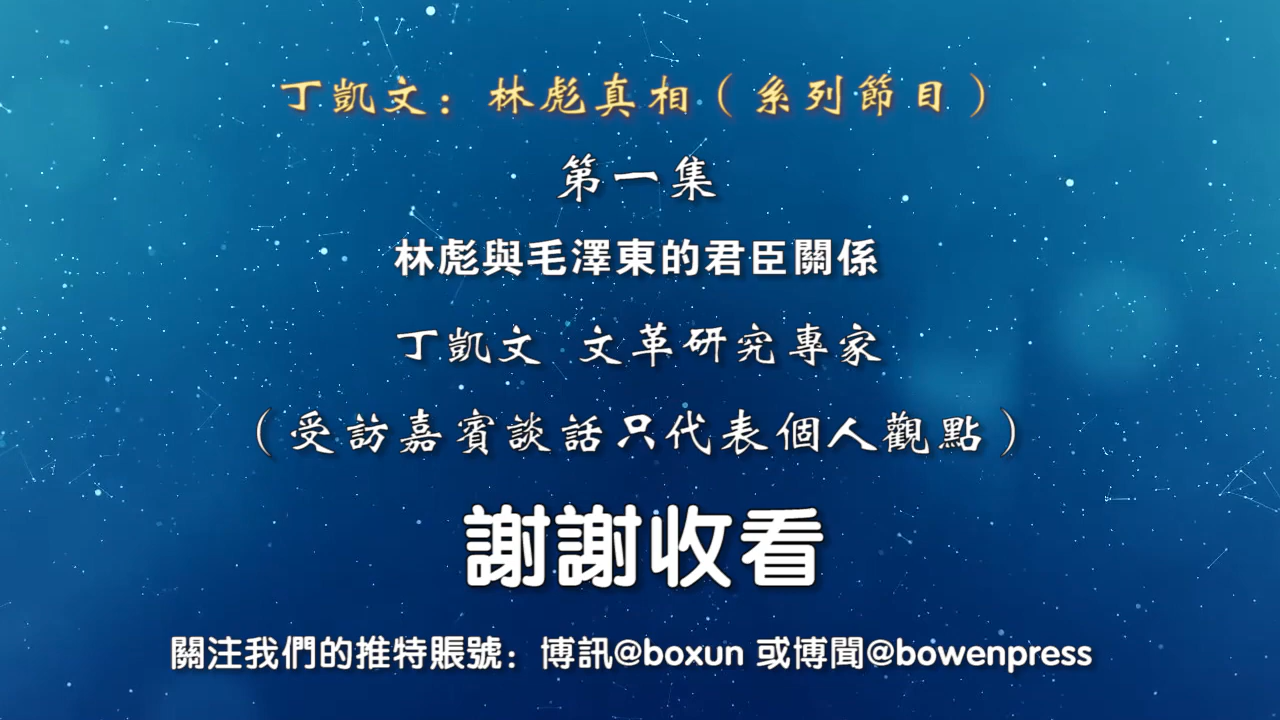 丁凱文：林彪真相（系列節目）
第一集
林彪與毛澤東的君臣關係
丁凱文 文革研究專家
（受訪嘉賓談話只代表個人觀點）
謝謝收看
關注我們的推特賬號：博訊@boxun 或博聞@bowenpress